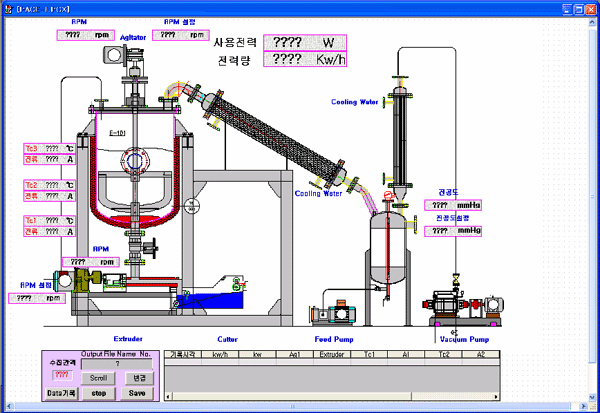 [PAGE 1.PGX]
RPM
???? rpm
Agitator
RPM 설정
???? rpm
사용전력 ???? W
전력량 ???? Kw/h
E-101
Cooling Water
Tc3 ???? ℃
전류 ???? A
Tc2 ???? ℃
전류 ???? A
Tc1 ???? ℃
전류 ???? A
Cooling Water
진공도
???? mmHg
진공도설정
???? mmHg
RPM
???? rpm
RPM 설정
???? rpm
Extruder
Cutter
Feed Pump
Vacuum Pump
수집간격
????
Output File Name No.
?
Scroll
변경
Data기록
stop
Save
기록시각 kw/h kw Ag1 Extruder Tc1 A1 Tc2 A2